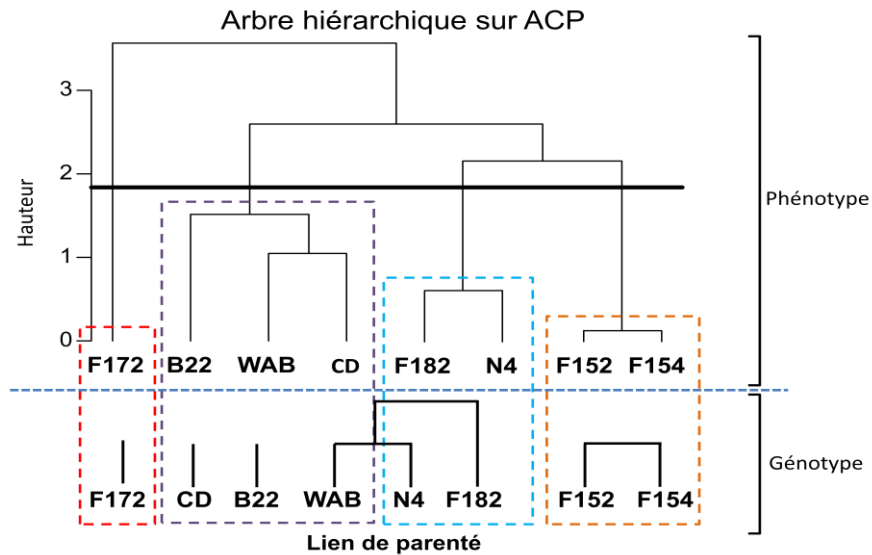 Arbre hiérarchique sur ACP
3
2
1
0
Hauteur
Phénotype
F172 B22 WAB CD F182 N4 F152 F154
Génotype
F172 CD B22 WAB N4 F182 F152 F154
Lien de parenté